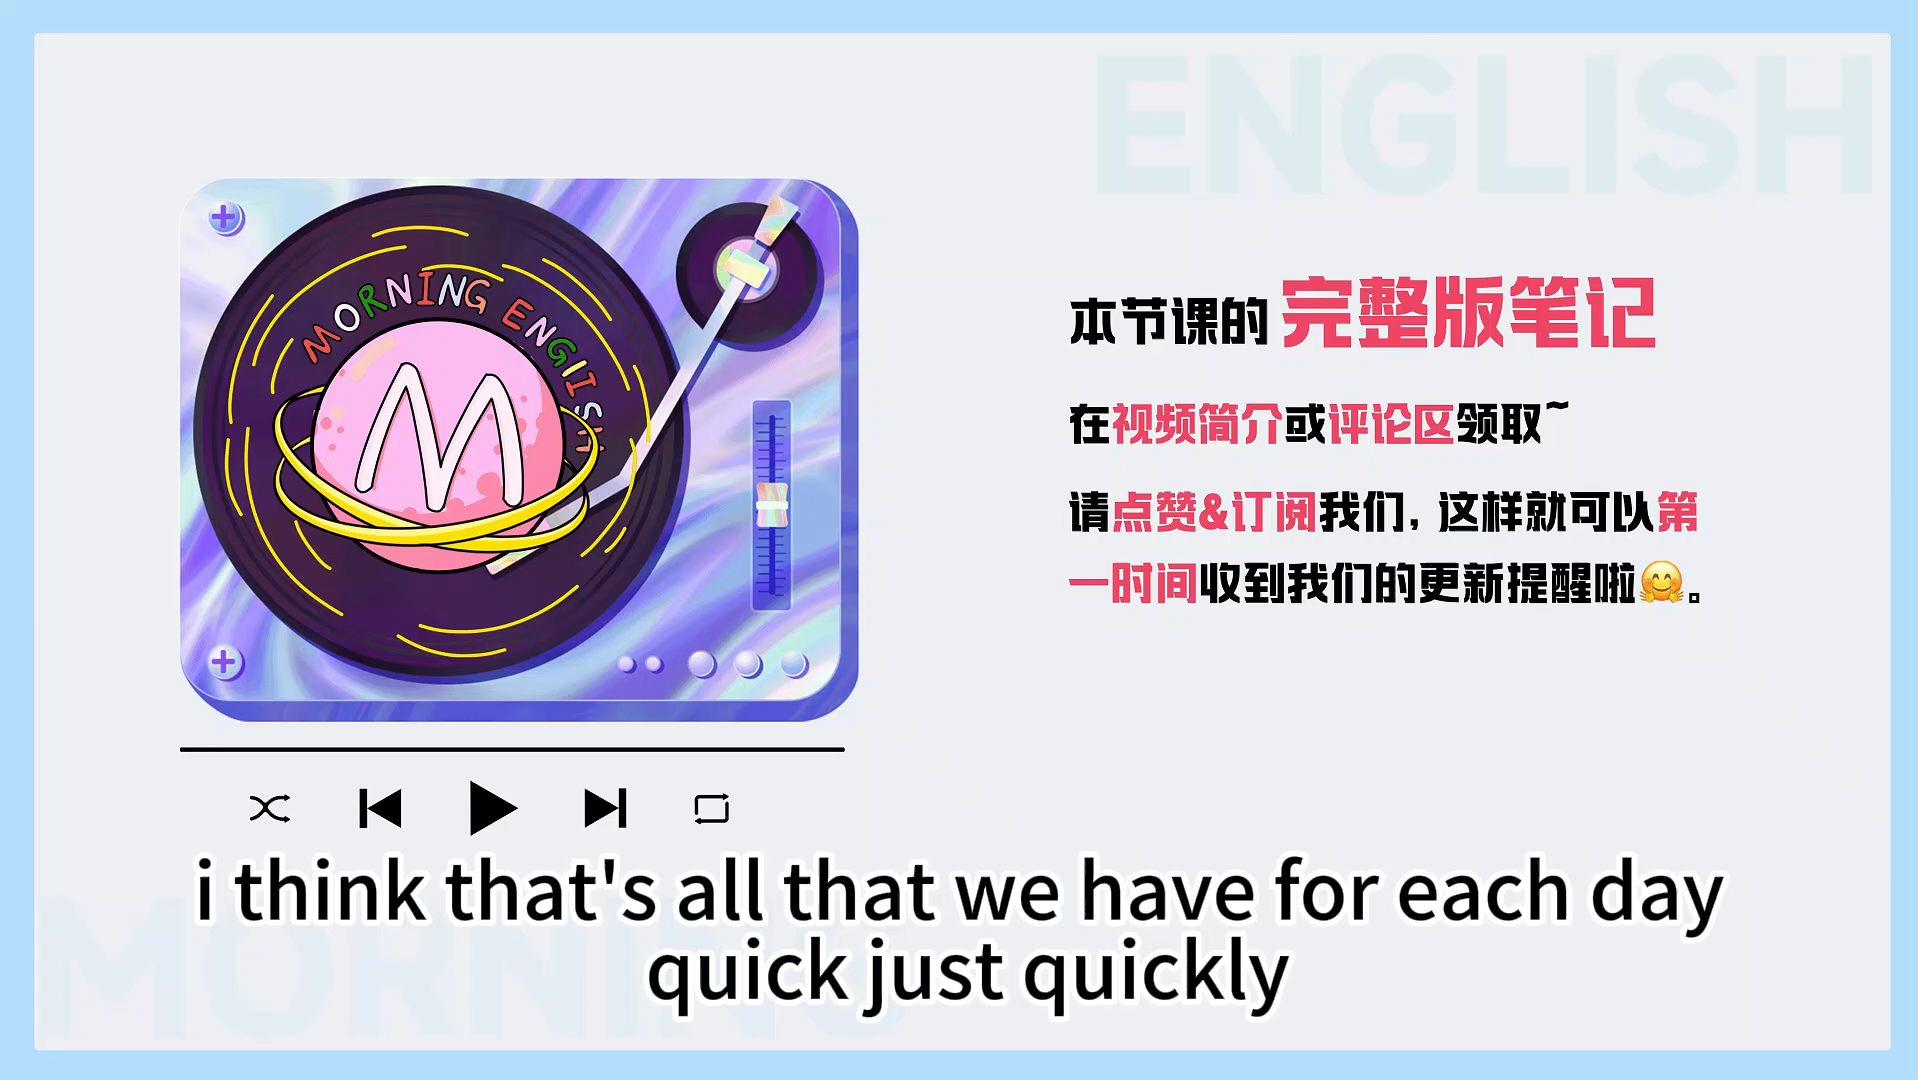 ENGLISH
MORNING ENGLISH
M
本节课的 完整版笔记
在视频简介或评论区领取~
请点赞&订阅我们, 这样就可以第
一时间收到我们的更新提醒啦🤗。
MORNING
i think that's all that we have for each day
quick just quickly